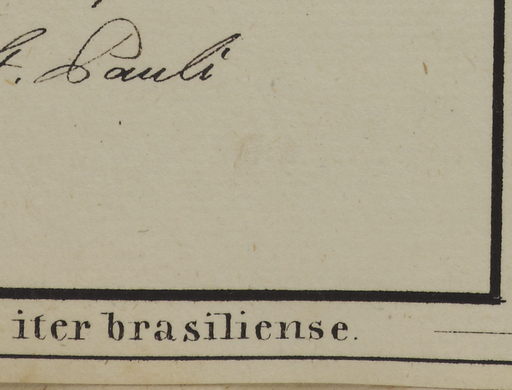 t. Pauli
iter brasiliense.